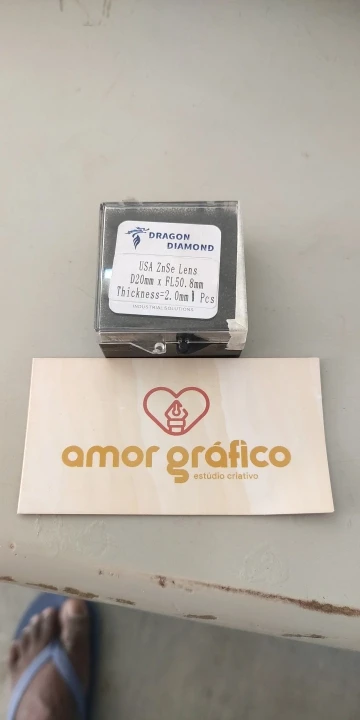 DRAGON
DIAMOND
USA ZnSe Lens
D20mm x FL50.8mm
Thickness=2.0mm 1 Pcs
INDUSTRIAL SOLUTIONS
amor gráfico
estúdio criativo